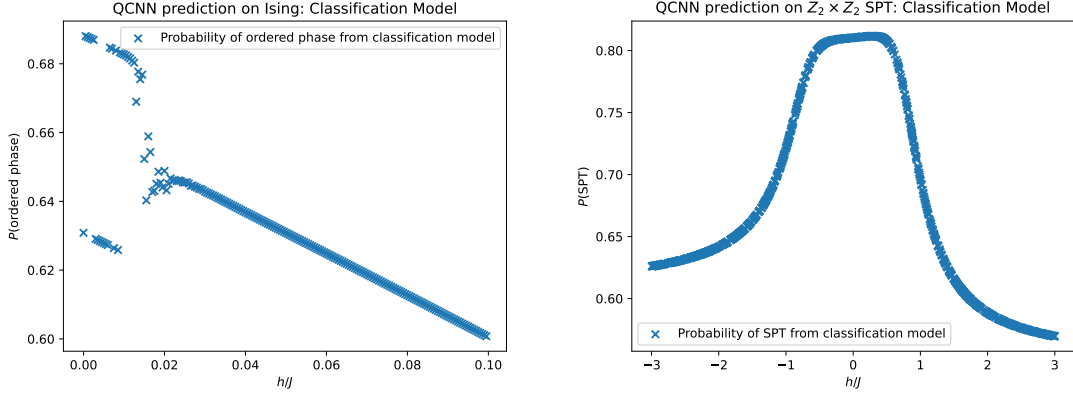 QCNN prediction on Ising: Classification Model
Probability of ordered phase from classification model
P(ordered phase)
0.68
0.66
0.64
0.62
0.60
0.00
0.02
0.04
0.06
0.08
0.10
h/J
QCNN prediction on Z₂ × Z₂ SPT: Classification Model
P(SPT)
0.80
0.75
0.70
0.65
0.60
Probability of SPT from classification model
−3
−2
−1
0
1
2
3
h/J